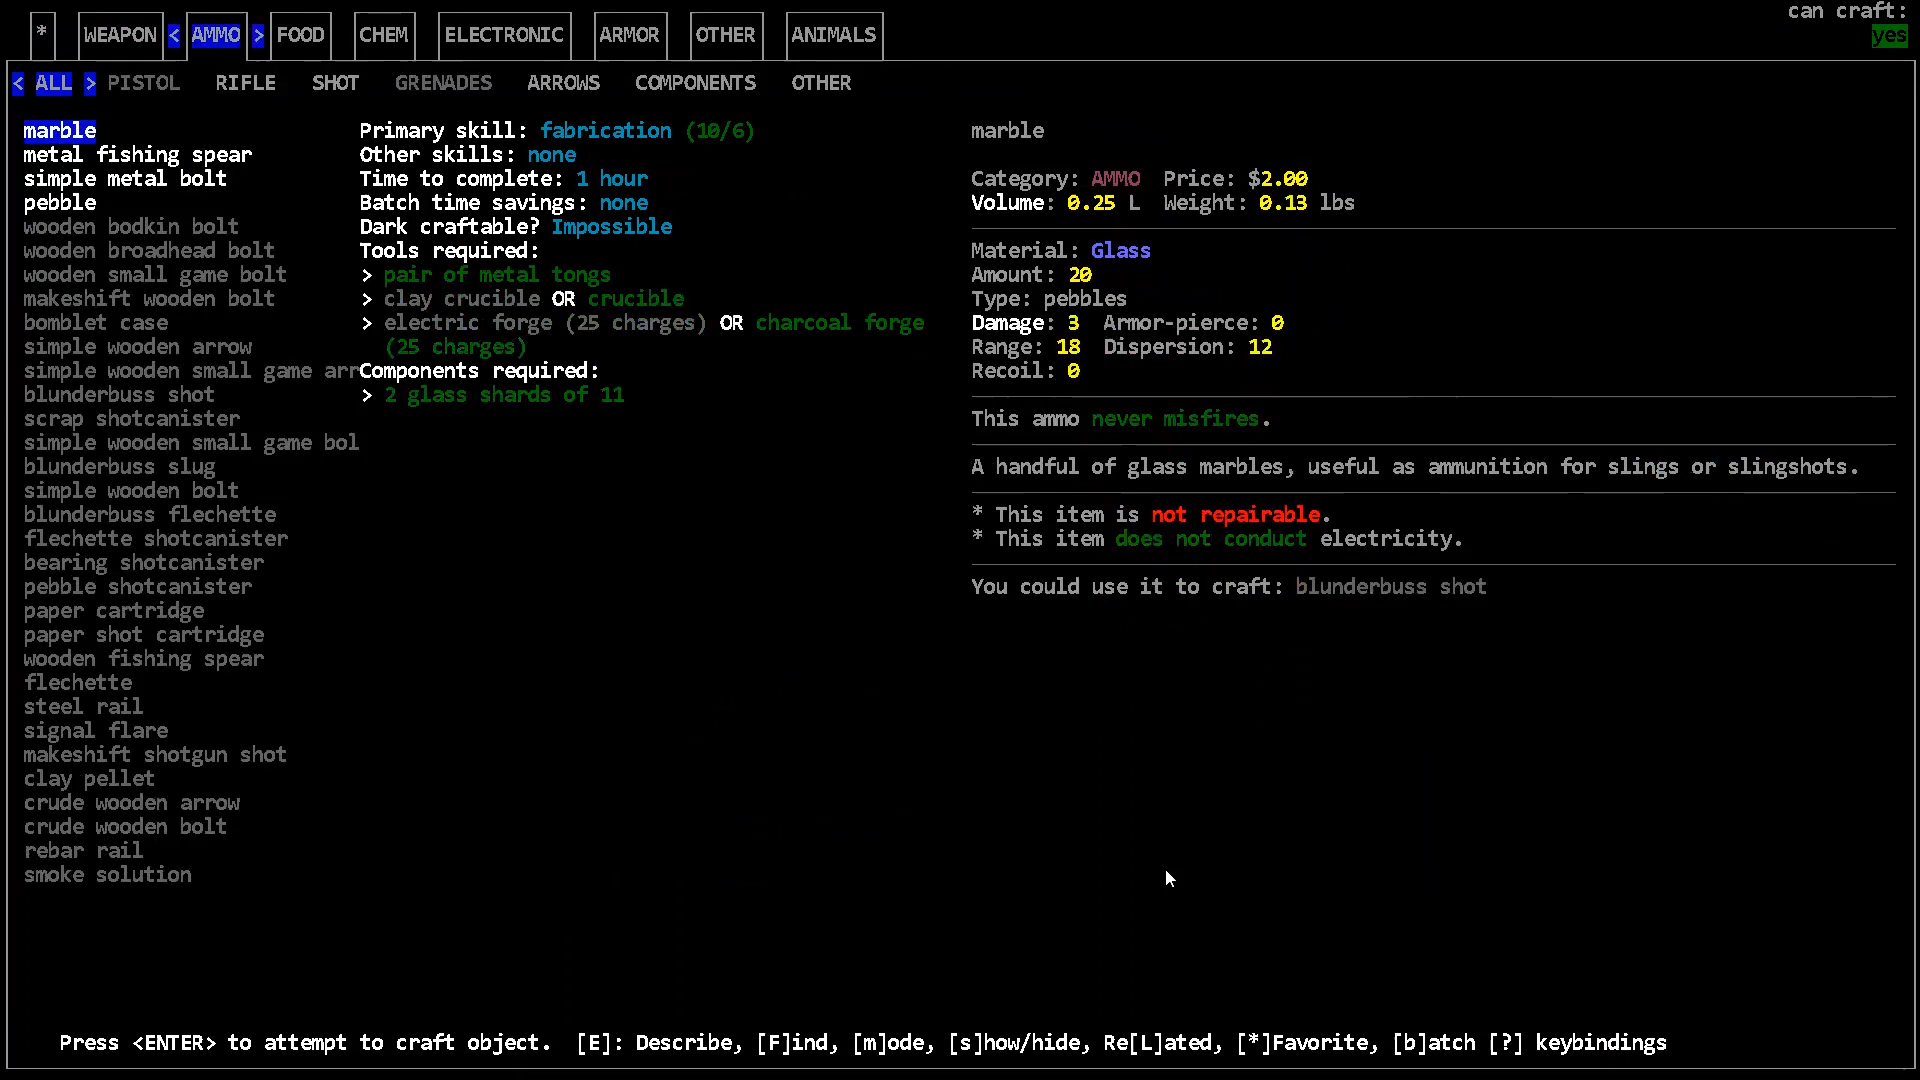 can craft:
yes
* WEAPON < AMMO > FOOD CHEM ELECTRONIC ARMOR OTHER ANIMALS
< ALL > PISTOL RIFLE SHOT GRENADES ARROWS COMPONENTS OTHER
marble
metal fishing spear
simple metal bolt
pebble
wooden bodkin bolt
wooden broadhead bolt
wooden small game bolt
makeshift wooden bolt
bomblet case
simple wooden arrow
simple wooden small game arr
blunderbuss shot
scrap shotcanister
simple wooden small game bol
blunderbuss slug
simple wooden bolt
blunderbuss flechette
flechette shotcanister
bearing shotcanister
pebble shotcanister
paper cartridge
paper shot cartridge
wooden fishing spear
flechette
steel rail
signal flare
makeshift shotgun shot
clay pellet
crude wooden arrow
crude wooden bolt
rebar rail
smoke solution
Primary skill: fabrication (10/6)
Other skills: none
Time to complete: 1 hour
Batch time savings: none
Dark craftable? Impossible
Tools required:
> pair of metal tongs
> clay crucible OR crucible
> electric forge (25 charges) OR charcoal forge
(25 charges)
Components required:
> 2 glass shards of 11
marble
Category: AMMO Price: $2.00
Volume: 0.25 L Weight: 0.13 lbs
Material: Glass
Amount: 20
Type: pebbles
Damage: 3 Armor-pierce: 0
Range: 18 Dispersion: 12
Recoil: 0
This ammo never misfires.
A handful of glass marbles, useful as ammunition for slings or slingshots.
* This item is not repairable.
* This item does not conduct electricity.
You could use it to craft: blunderbuss shot
Press <ENTER> to attempt to craft object. [E]: Describe, [F]ind, [m]ode, [s]how/hide, Re[L]ated, [*]Favorite, [b]atch [?] keybindings